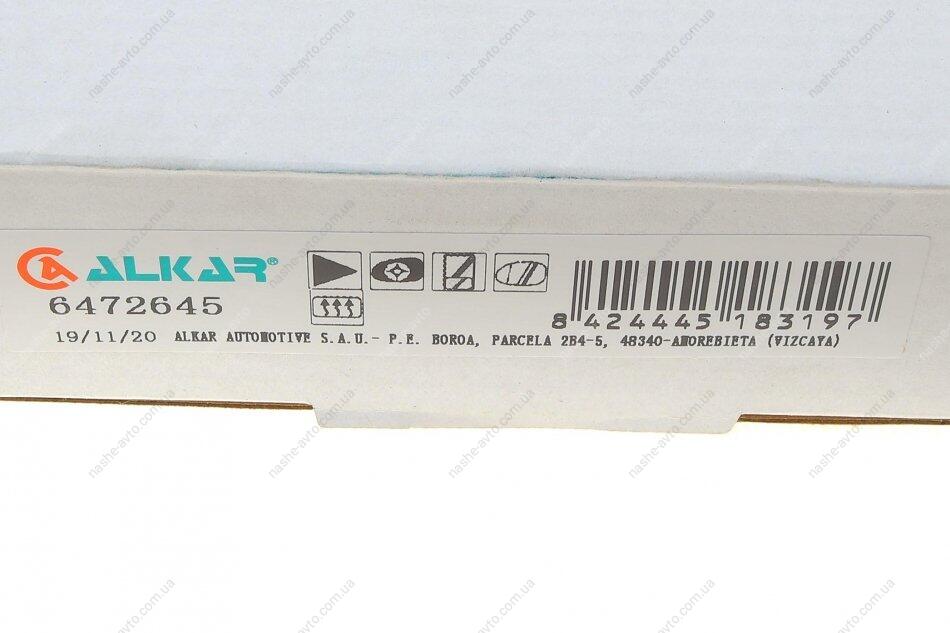 ALKAR®
6472645
8 424445 183197
19/11/20 ALKAR AUTOMOTIVE S.A.U.- P.E. BOROA, PARCELA 2B4-5, 48340-AMOREBIETA (VIZCAYA)
nashe-avto.com.ua